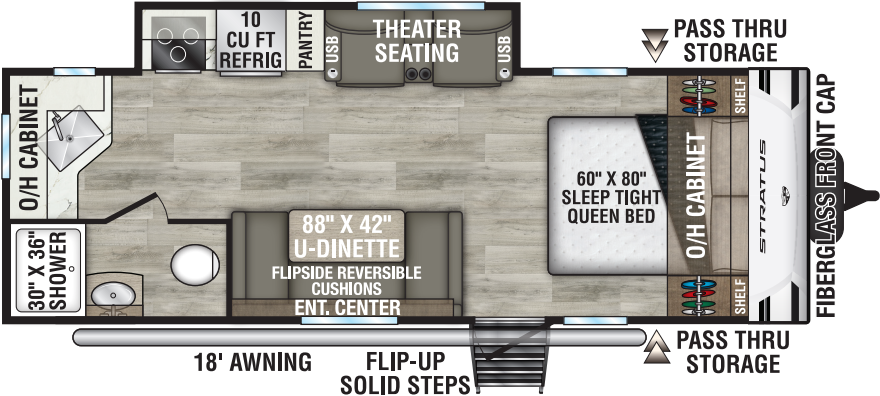 10
CU FT
REFRIG
PANTRY
USB
THEATER
SEATING
USB
PASS THRU
STORAGE
O/H CABINET
SHELF
60" X 80"
SLEEP TIGHT
QUEEN BED
O/H CABINET
STRATUS
FIBERGLASS FRONT CAP
30" X 36"
SHOWER
88" X 42"
U-DINETTE
FLIPSIDE REVERSIBLE
CUSHIONS
ENT. CENTER
SHELF
18' AWNING
FLIP-UP
SOLID STEPS
PASS THRU
STORAGE